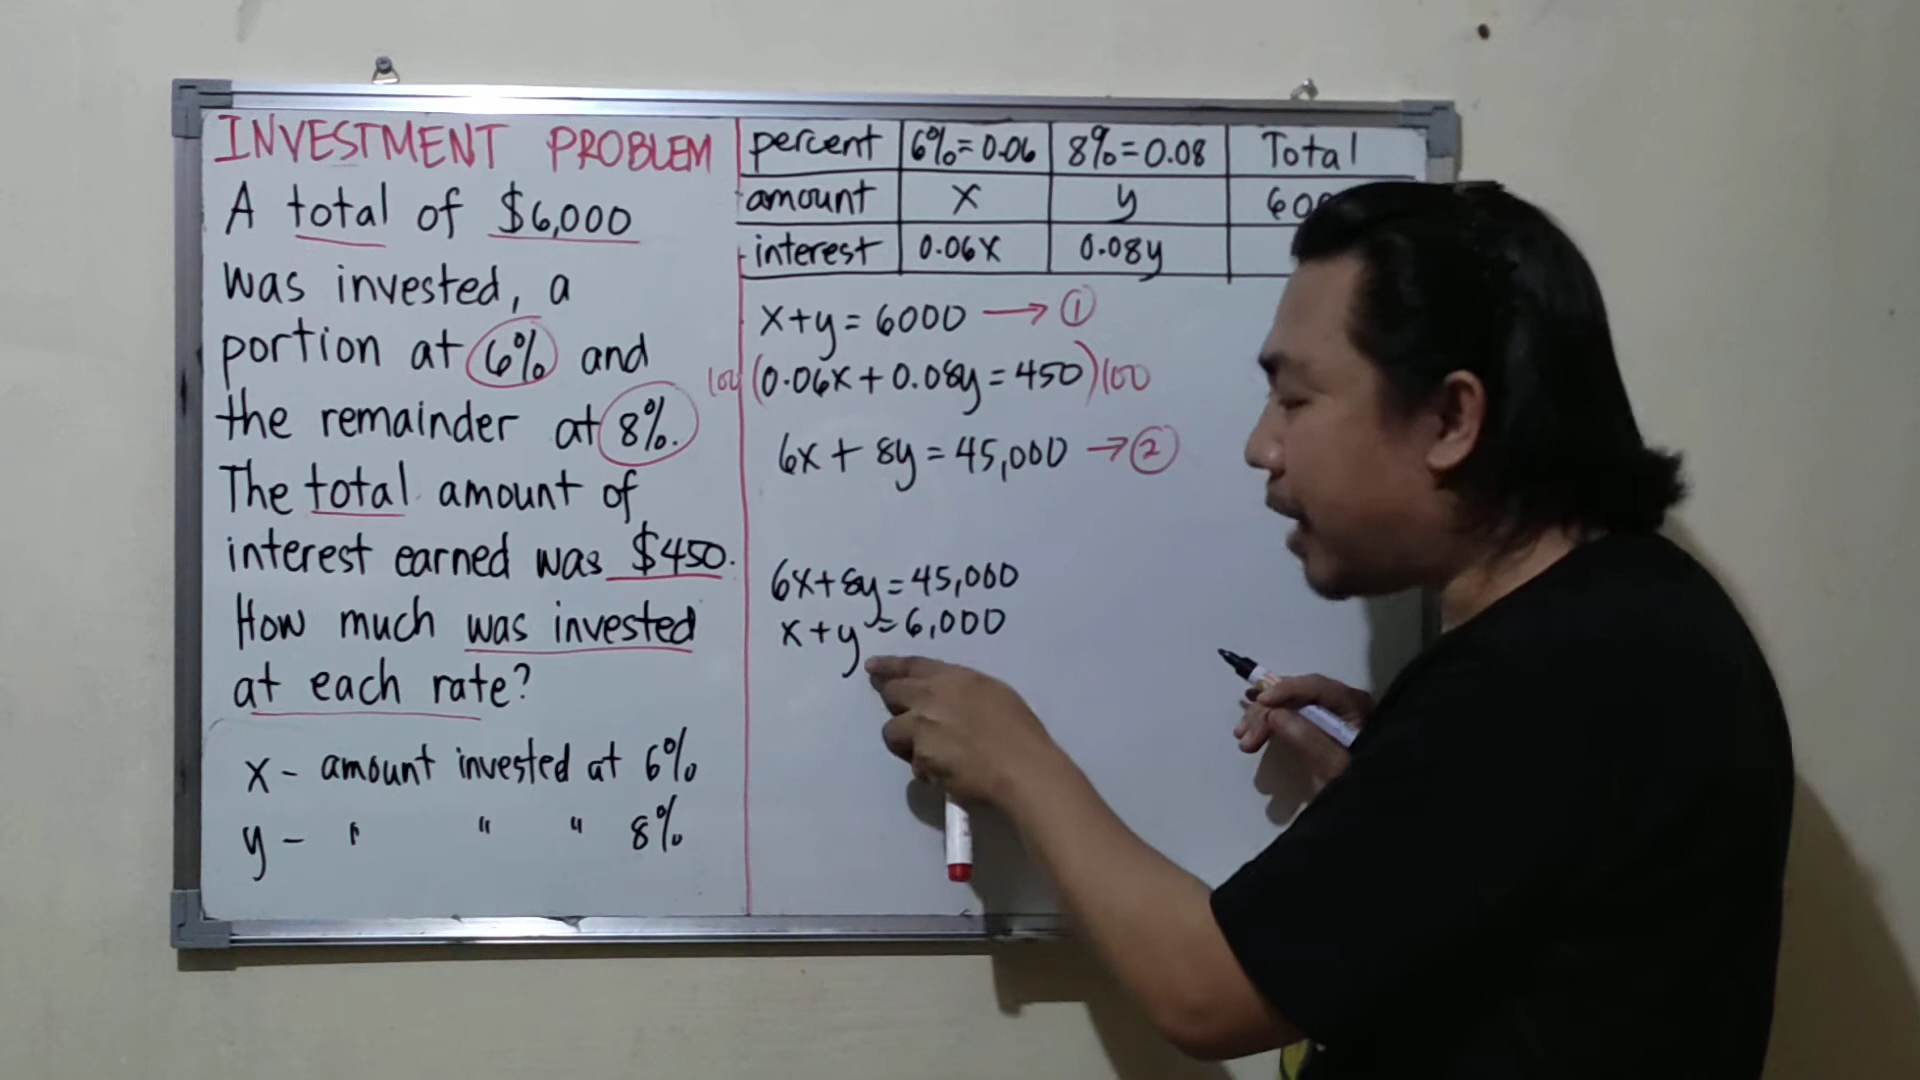 INVESTMENT PROBLEM
A total of $6,000
was invested, a
portion at 6% and
the remainder at 8%.
The total amount of
interest earned was $450.
How much was invested
at each rate?
x - amount invested at 6%
y - " " " 8%
percent 6%=0.06 8%=0.08 Total
amount x y
interest 0.06x 0.08y
x+y=6000 → 1
100(0.06x+0.08y=450)100
6x+8y=45,000 → 2
6x+8y=45,000
x+y=6,000